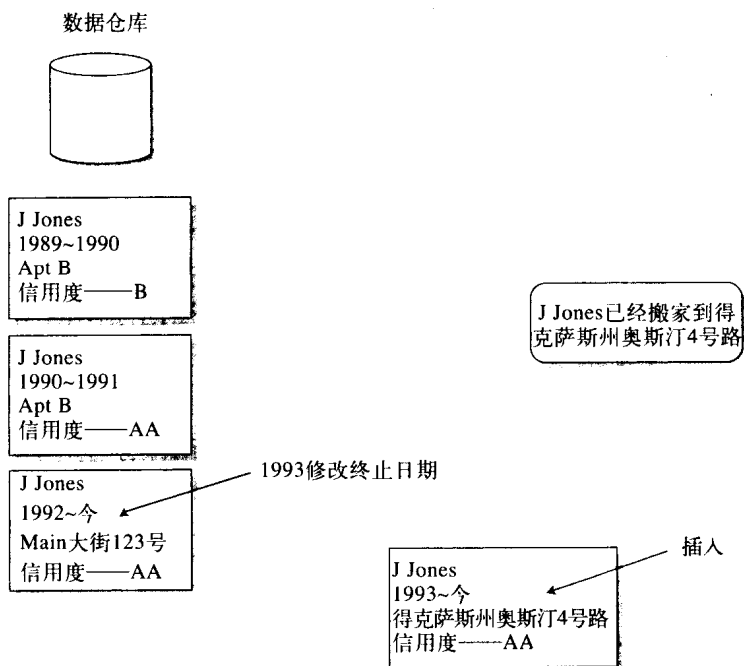 数据仓库
J Jones
1989~1990
Apt B
信用度——B
J Jones已经搬家到得
克萨斯州奥斯汀4号路
J Jones
1990~1991
Apt B
信用度——AA
1993修改终止日期
J Jones
1992~今
Main大街123号
信用度——AA
插入
J Jones
1993~今
得克萨斯州奥斯汀4号路
信用度——AA